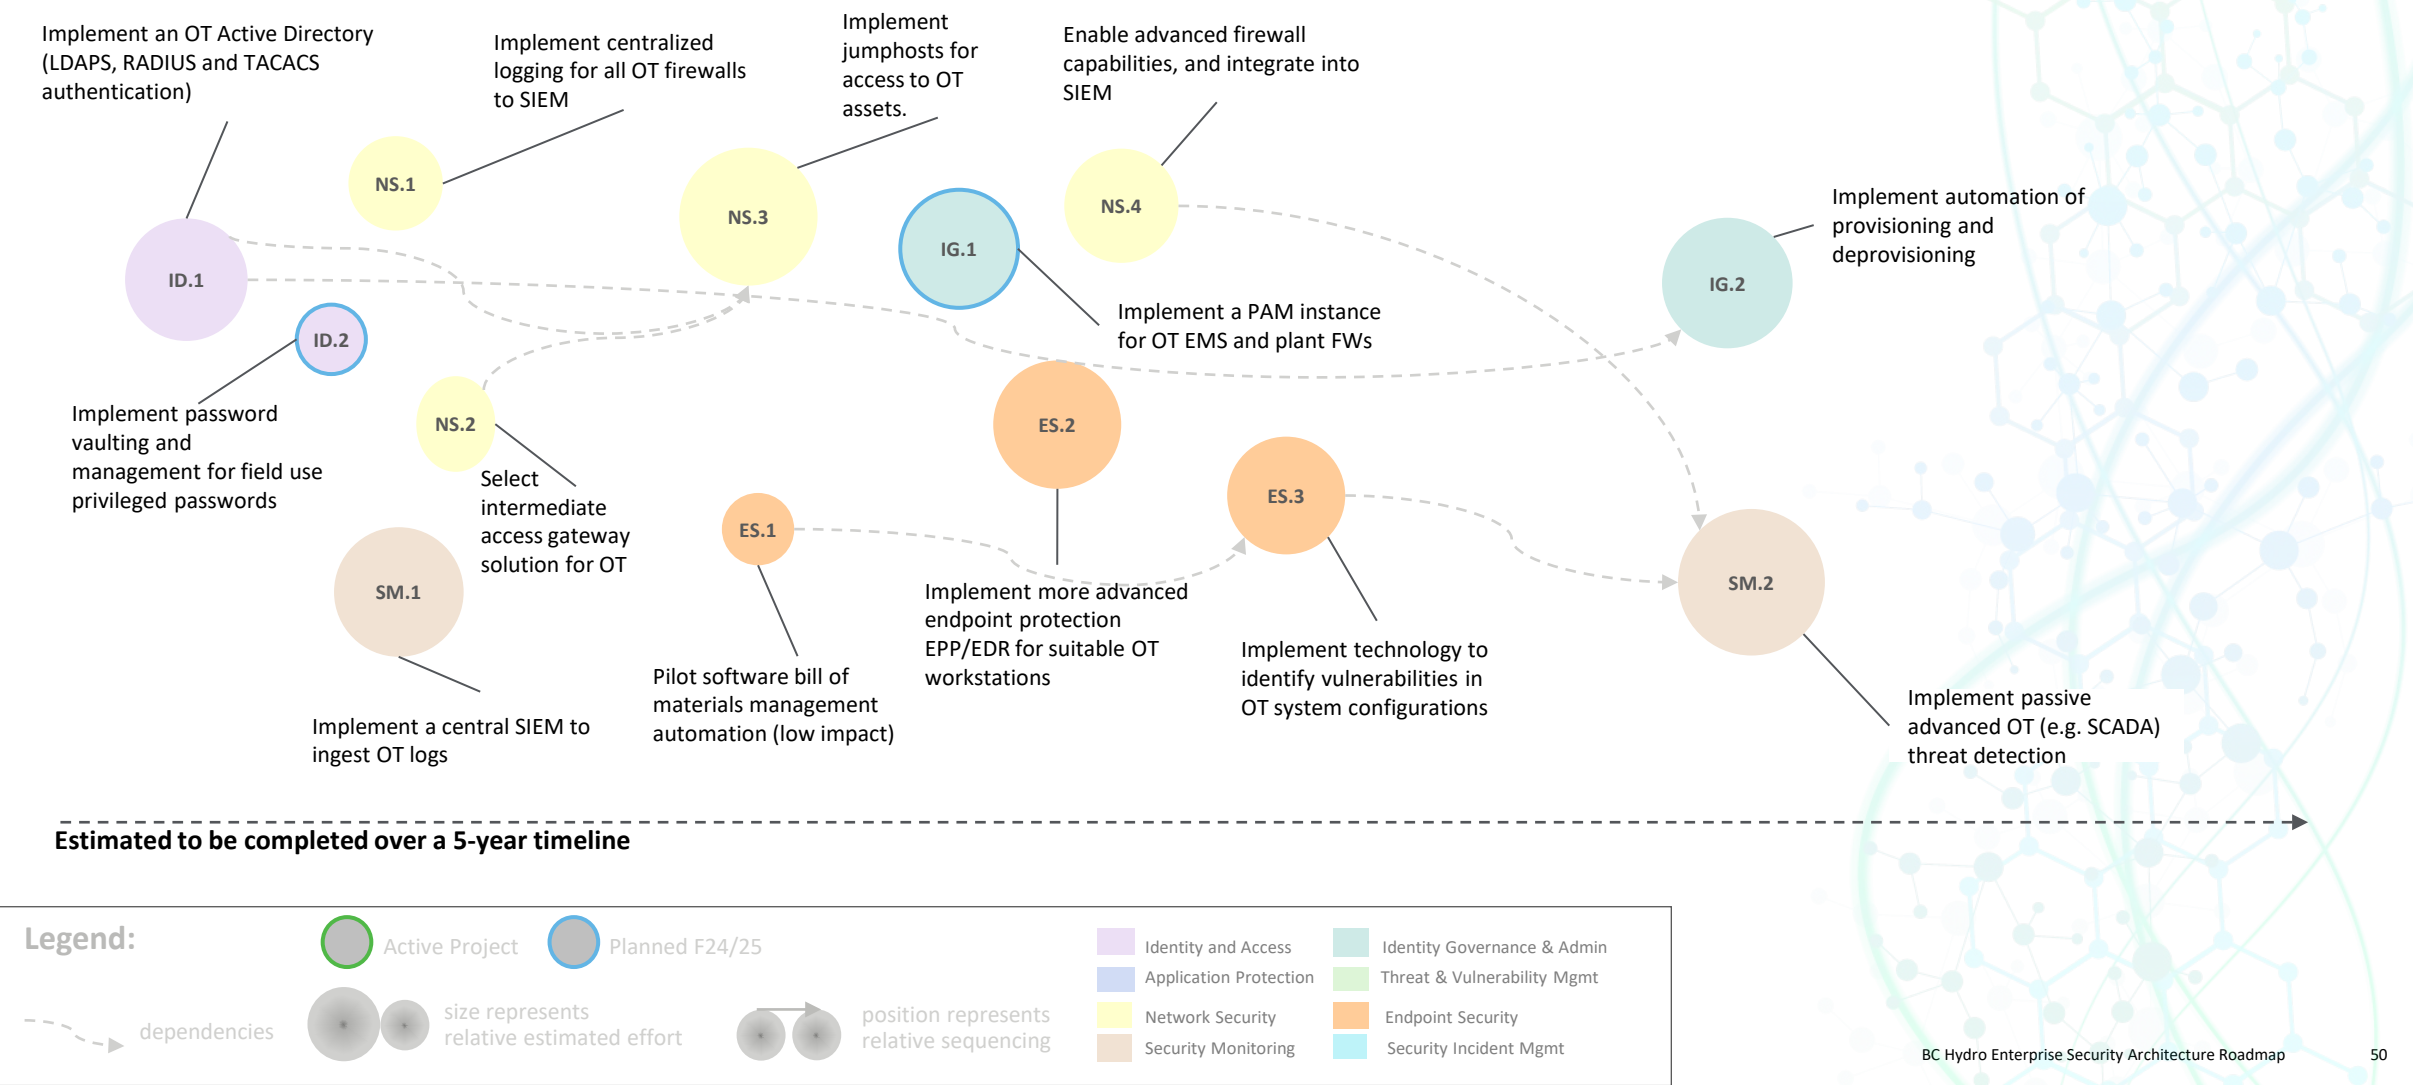 Implement an OT Active Directory
(LDAPS, RADIUS and TACACS
authentication)
Implement centralized
logging for all OT firewalls
to SIEM
Implement
jumphosts for
access to OT
assets.
Enable advanced firewall
capabilities, and integrate into
SIEM
NS.1
NS.3
NS.4
IG.1
ID.1
IG.2
Implement automation of
provisioning and
deprovisioning
ID.2
Implement a PAM instance
for OT EMS and plant FWs
Implement password
vaulting and
management for field use
privileged passwords
NS.2
Select
intermediate
access gateway
solution for OT
ES.2
ES.1
ES.3
SM.1
SM.2
Implement a central SIEM to
ingest OT logs
Pilot software bill of
materials management
automation (low impact)
Implement more advanced
endpoint protection
EPP/EDR for suitable OT
workstations
Implement technology to
identify vulnerabilities in
OT system configurations
Implement passive
advanced OT (e.g. SCADA)
threat detection
Estimated to be completed over a 5-year timeline
Legend:
Active Project
Planned F24/25
dependencies
size represents
relative estimated effort
position represents
relative sequencing
Identity and Access
Identity Governance & Admin
Application Protection
Threat & Vulnerability Mgmt
Network Security
Endpoint Security
Security Monitoring
Security Incident Mgmt
BC Hydro Enterprise Security Architecture Roadmap
50